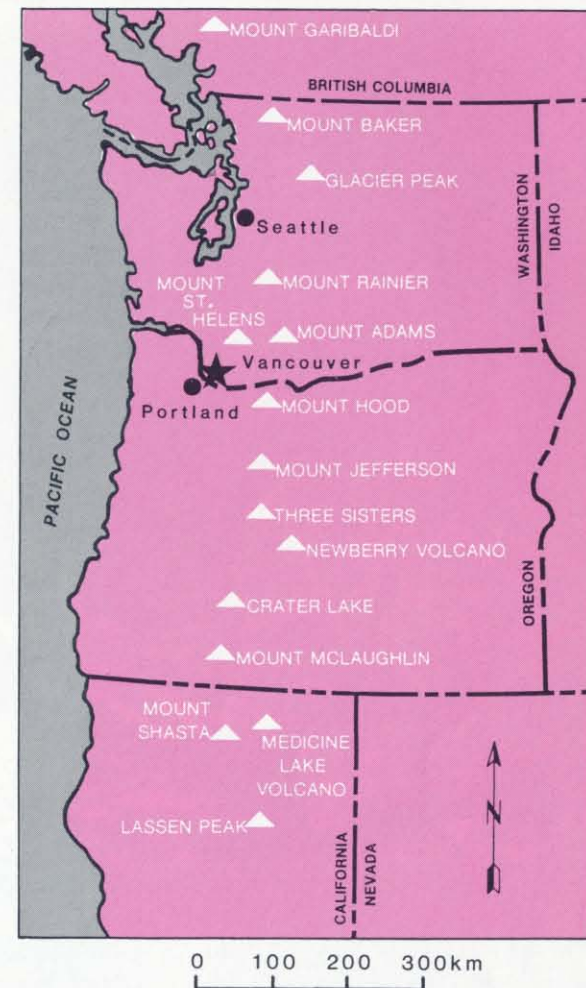 MOUNT GARIBALDI
BRITISH COLUMBIA
MOUNT BAKER
GLACIER PEAK
WASHINGTON
IDAHO
Seattle
MOUNT RAINIER
MOUNT
ST.
HELENS
MOUNT ADAMS
Vancouver
Portland
MOUNT HOOD
PACIFIC OCEAN
MOUNT JEFFERSON
THREE SISTERS
NEWBERRY VOLCANO
OREGON
CRATER LAKE
MOUNT MCLAUGHLIN
MOUNT
SHASTA
MEDICINE
LAKE
VOLCANO
LASSEN PEAK
CALIFORNIA
NEVADA
N
0 100 200 300km